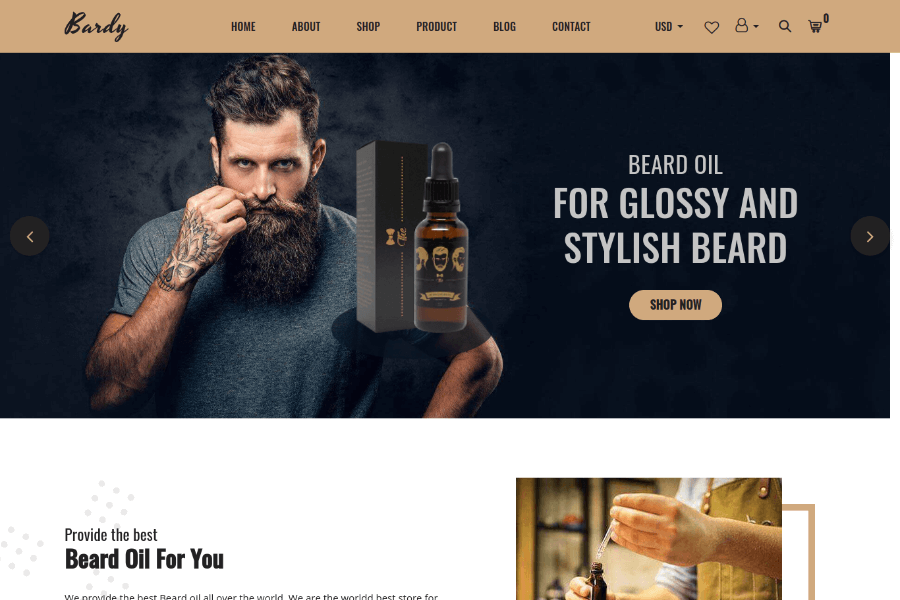 Bardy
HOME ABOUT SHOP PRODUCT BLOG CONTACT USD 0
BEARD OIL
FOR GLOSSY AND
STYLISH BEARD
SHOP NOW
Provide the best
Beard Oil For You
We provide the best Beard oil all over the world. We are the worldd best store for